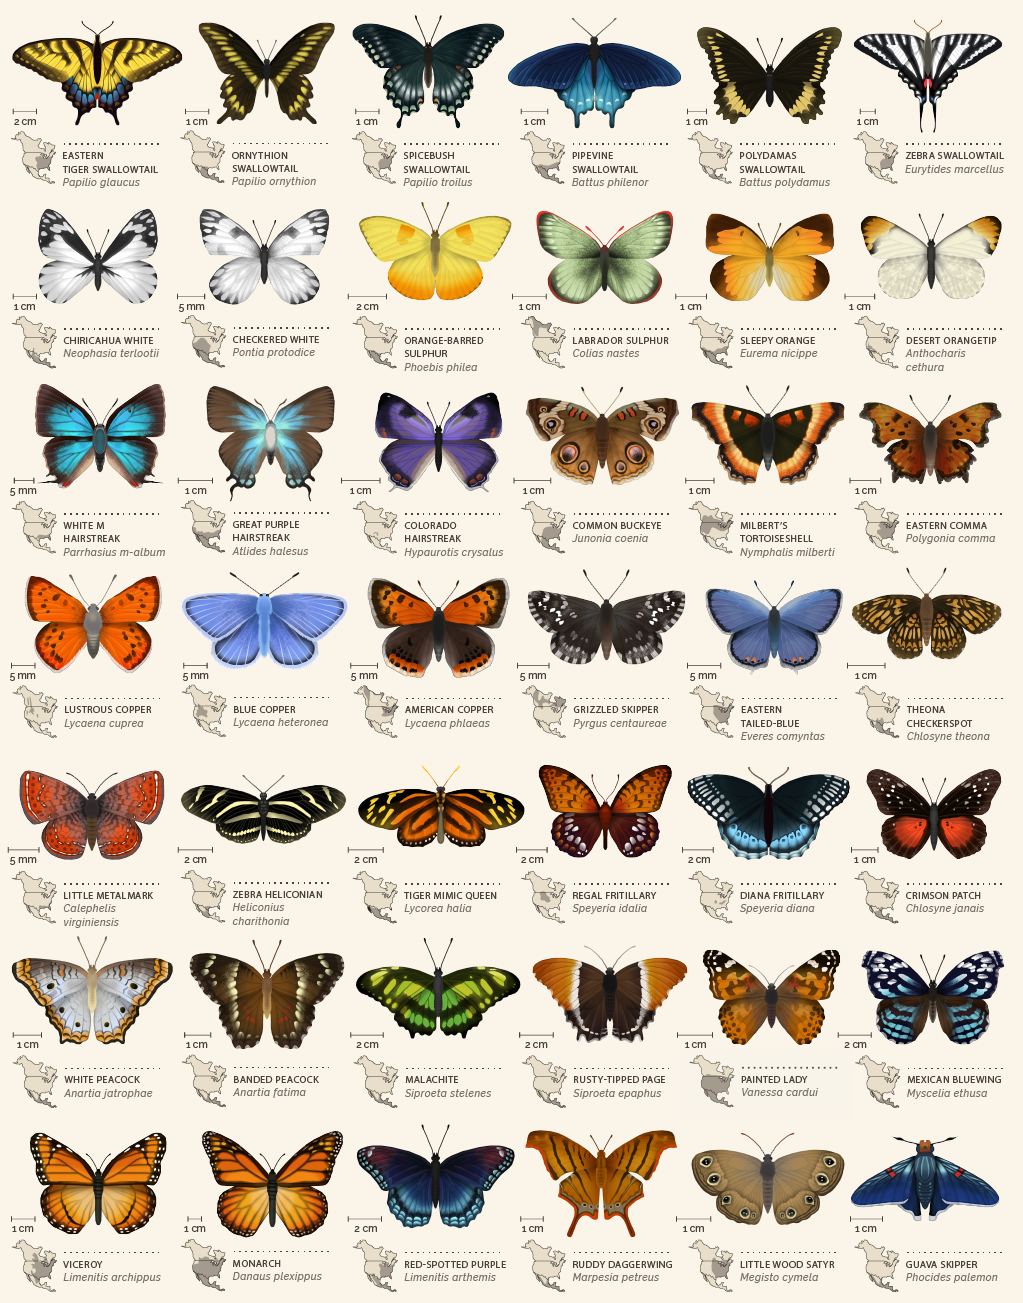 2 cm
EASTERN
TIGER SWALLOWTAIL
Papilio glaucus
1 cm
ORNYTHION
SWALLOWTAIL
Papilio ornythion
1 cm
SPICEBUSH
SWALLOWTAIL
Papilio troilus
1 cm
PIPEVINE
SWALLOWTAIL
Battus philenor
1 cm
POLYDAMAS
SWALLOWTAIL
Battus polydamus
1 cm
ZEBRA SWALLOWTAIL
Eurytides marcellus
1 cm
CHIRICAHUA WHITE
Neophasia terlootii
5 mm
CHECKERED WHITE
Pontia protodice
2 cm
ORANGE-BARRED
SULPHUR
Phoebis philea
1 cm
LABRADOR SULPHUR
Colias nastes
1 cm
SLEEPY ORANGE
Eurema nicippe
1 cm
DESERT ORANGETIP
Anthocharis
cethura
5 mm
WHITE M
HAIRSTREAK
Parrhasius m-album
1 cm
GREAT PURPLE
HAIRSTREAK
Atlides halesus
1 cm
COLORADO
HAIRSTREAK
Hypaurotis crysalus
1 cm
COMMON BUCKEYE
Junonia coenia
1 cm
MILBERT'S
TORTOISESHELL
Nymphalis milberti
1 cm
EASTERN COMMA
Polygonia comma
5 mm
LUSTROUS COPPER
Lycaena cuprea
5 mm
BLUE COPPER
Lycaena heteronea
5 mm
AMERICAN COPPER
Lycaena phlaeas
5 mm
GRIZZLED SKIPPER
Pyrgus centaureae
5 mm
EASTERN
TAILED-BLUE
Everes comyntas
1 cm
THEONA
CHECKERSPOT
Chlosyne theona
5 mm
LITTLE METALMARK
Calephelis
virginiensis
2 cm
ZEBRA HELICONIAN
Heliconius
charithonia
2 cm
TIGER MIMIC QUEEN
Lycorea halia
2 cm
REGAL FRITILLARY
Speyeria idalia
2 cm
DIANA FRITILLARY
Speyeria diana
1 cm
CRIMSON PATCH
Chlosyne janais
1 cm
WHITE PEACOCK
Anartia jatrophae
1 cm
BANDED PEACOCK
Anartia fatima
2 cm
MALACHITE
Siproeta stelenes
2 cm
RUSTY-TIPPED PAGE
Siproeta epaphus
1 cm
PAINTED LADY
Vanessa cardui
2 cm
MEXICAN BLUEWING
Myscelia ethusa
1 cm
VICEROY
Limenitis archippus
1 cm
MONARCH
Danaus plexippus
2 cm
RED-SPOTTED PURPLE
Limenitis arthemis
1 cm
RUDDY DAGGERWING
Marpesia petreus
1 cm
LITTLE WOOD SATYR
Megisto cymela
1 cm
GUAVA SKIPPER
Phocides palemon